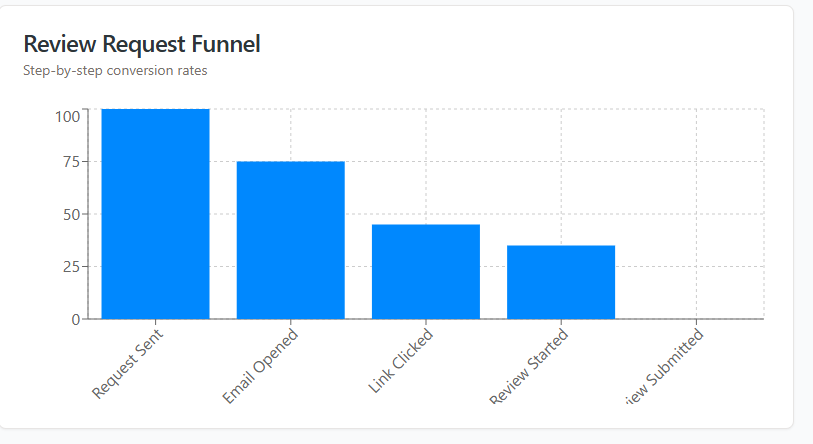 Review Request Funnel
Step-by-step conversion rates
100
75
50
25
0
Request Sent
Email Opened
Link Clicked
Review Started
iew Submitted